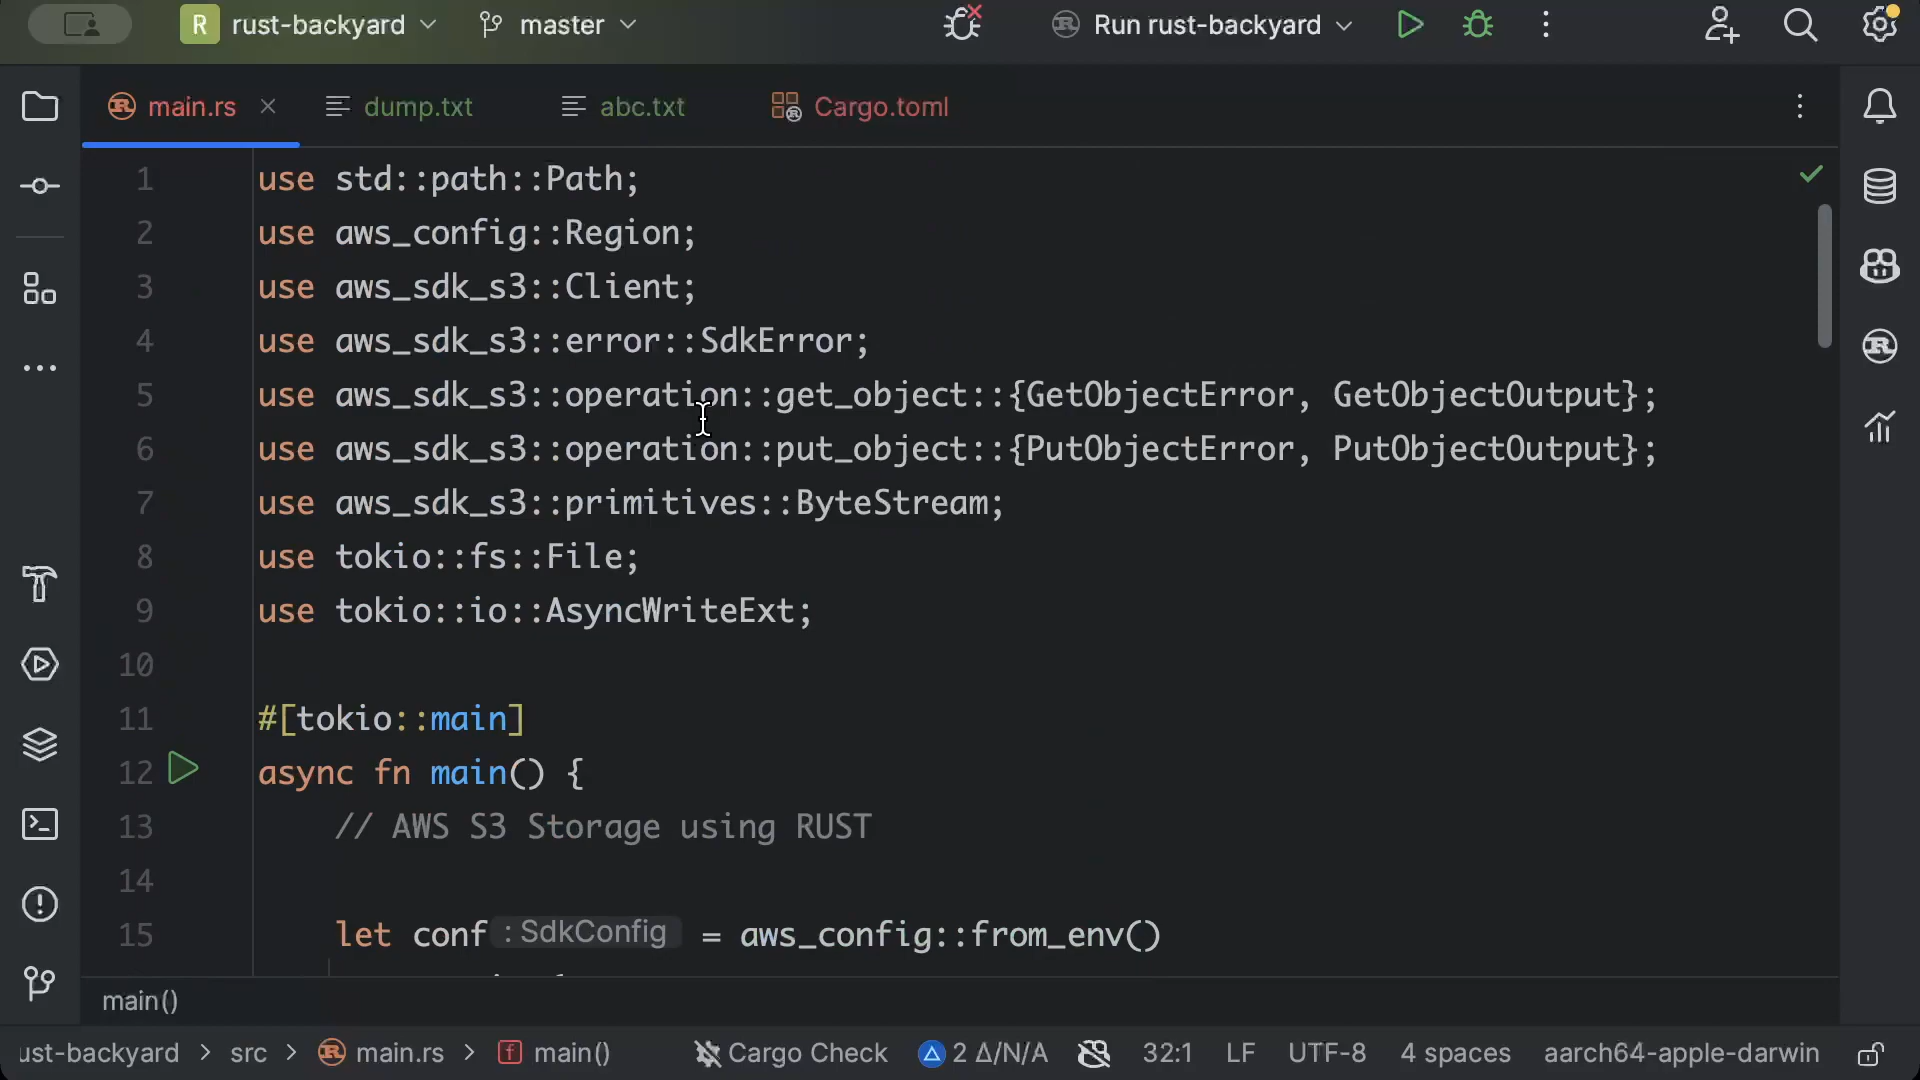 R rust-backyard master Run rust-backyard
main.rs dump.txt abc.txt Cargo.toml
1 use std::path::Path;
2 use aws_config::Region;
3 use aws_sdk_s3::Client;
4 use aws_sdk_s3::error::SdkError;
5 use aws_sdk_s3::operation::get_object::{GetObjectError, GetObjectOutput};
6 use aws_sdk_s3::operation::put_object::{PutObjectError, PutObjectOutput};
7 use aws_sdk_s3::primitives::ByteStream;
8 use tokio::fs::File;
9 use tokio::io::AsyncWriteExt;
10
11 #[tokio::main]
12 async fn main() {
13 // AWS S3 Storage using RUST
14
15 let conf : SdkConfig = aws_config::from_env()
main()
ust-backyard > src > main.rs > f main() Cargo Check 2 Δ/N/A 32:1 LF UTF-8 4 spaces aarch64-apple-darwin